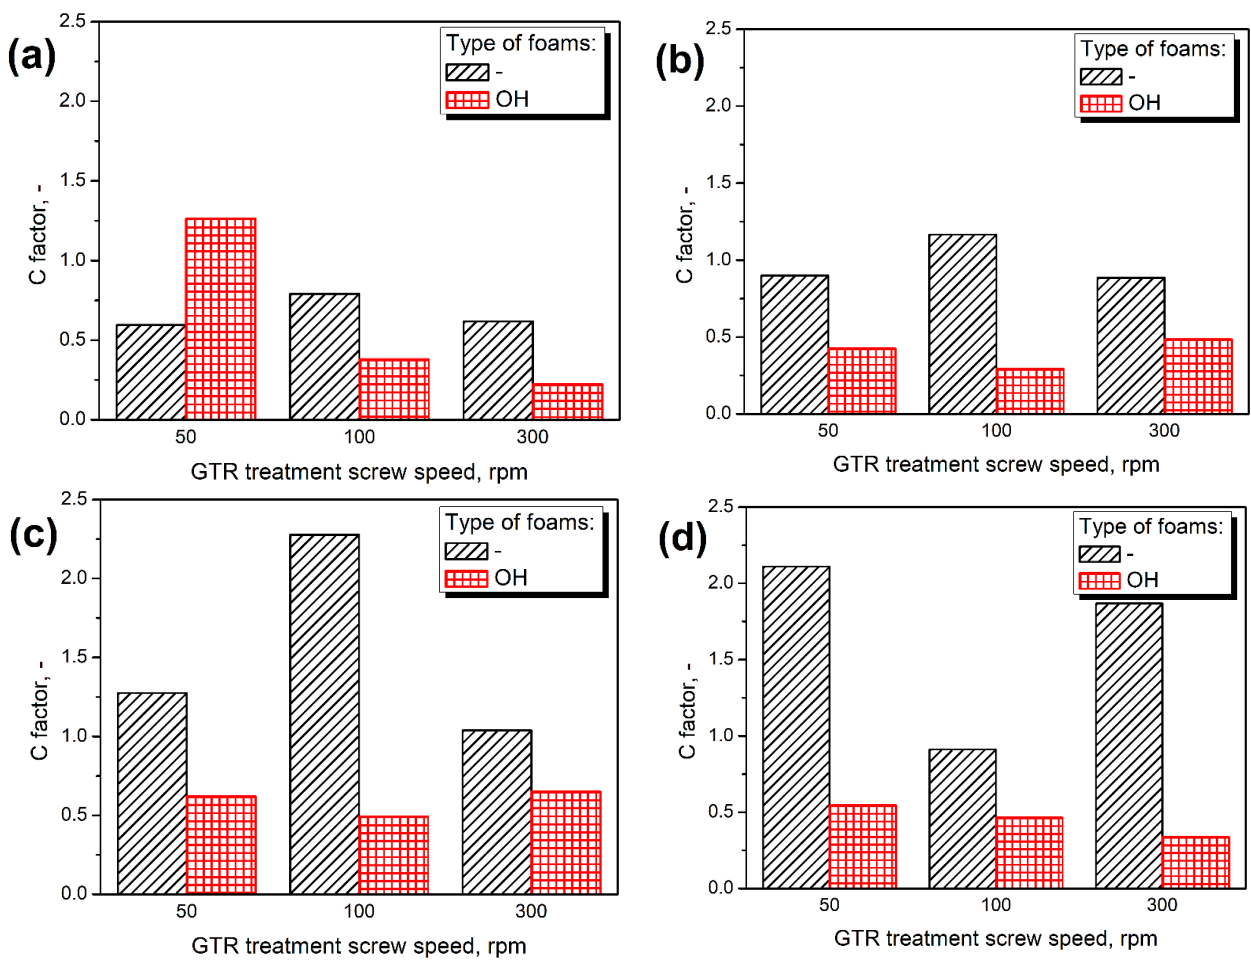 (a)
2.5
2.0
1.5
1.0
0.5
0.0
C factor, -
Type of foams:
-
OH
50 100 300
GTR treatment screw speed, rpm
(b)
2.5
2.0
1.5
1.0
0.5
0.0
C factor, -
Type of foams:
-
OH
50 100 300
GTR treatment screw speed, rpm
(c)
2.5
2.0
1.5
1.0
0.5
0.0
C factor, -
Type of foams:
-
OH
50 100 300
GTR treatment screw speed, rpm
(d)
2.5
2.0
1.5
1.0
0.5
0.0
C factor, -
Type of foams:
-
OH
50 100 300
GTR treatment screw speed, rpm